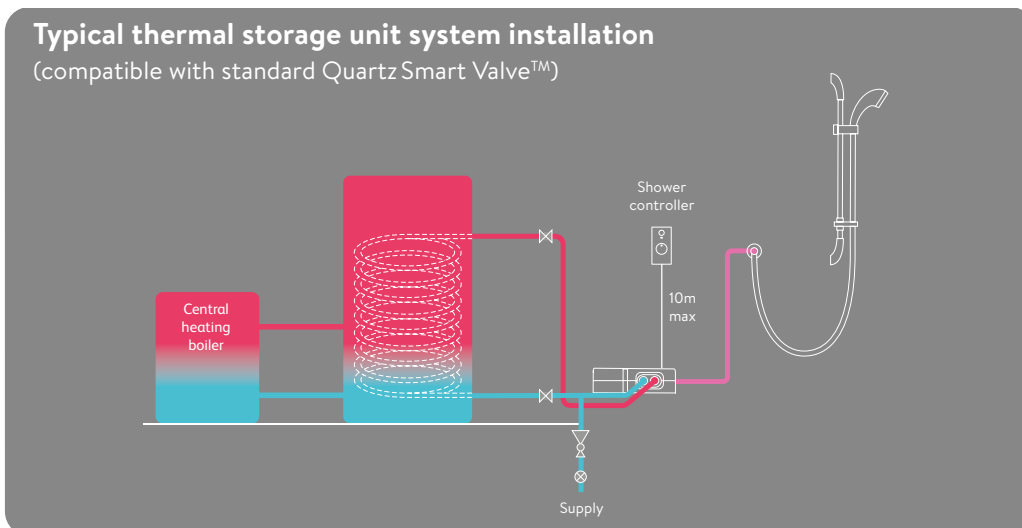 Typical thermal storage unit system installation
(compatible with standard Quartz Smart Valve™)
Shower
controller
Central
heating
boiler
10m
max
Supply